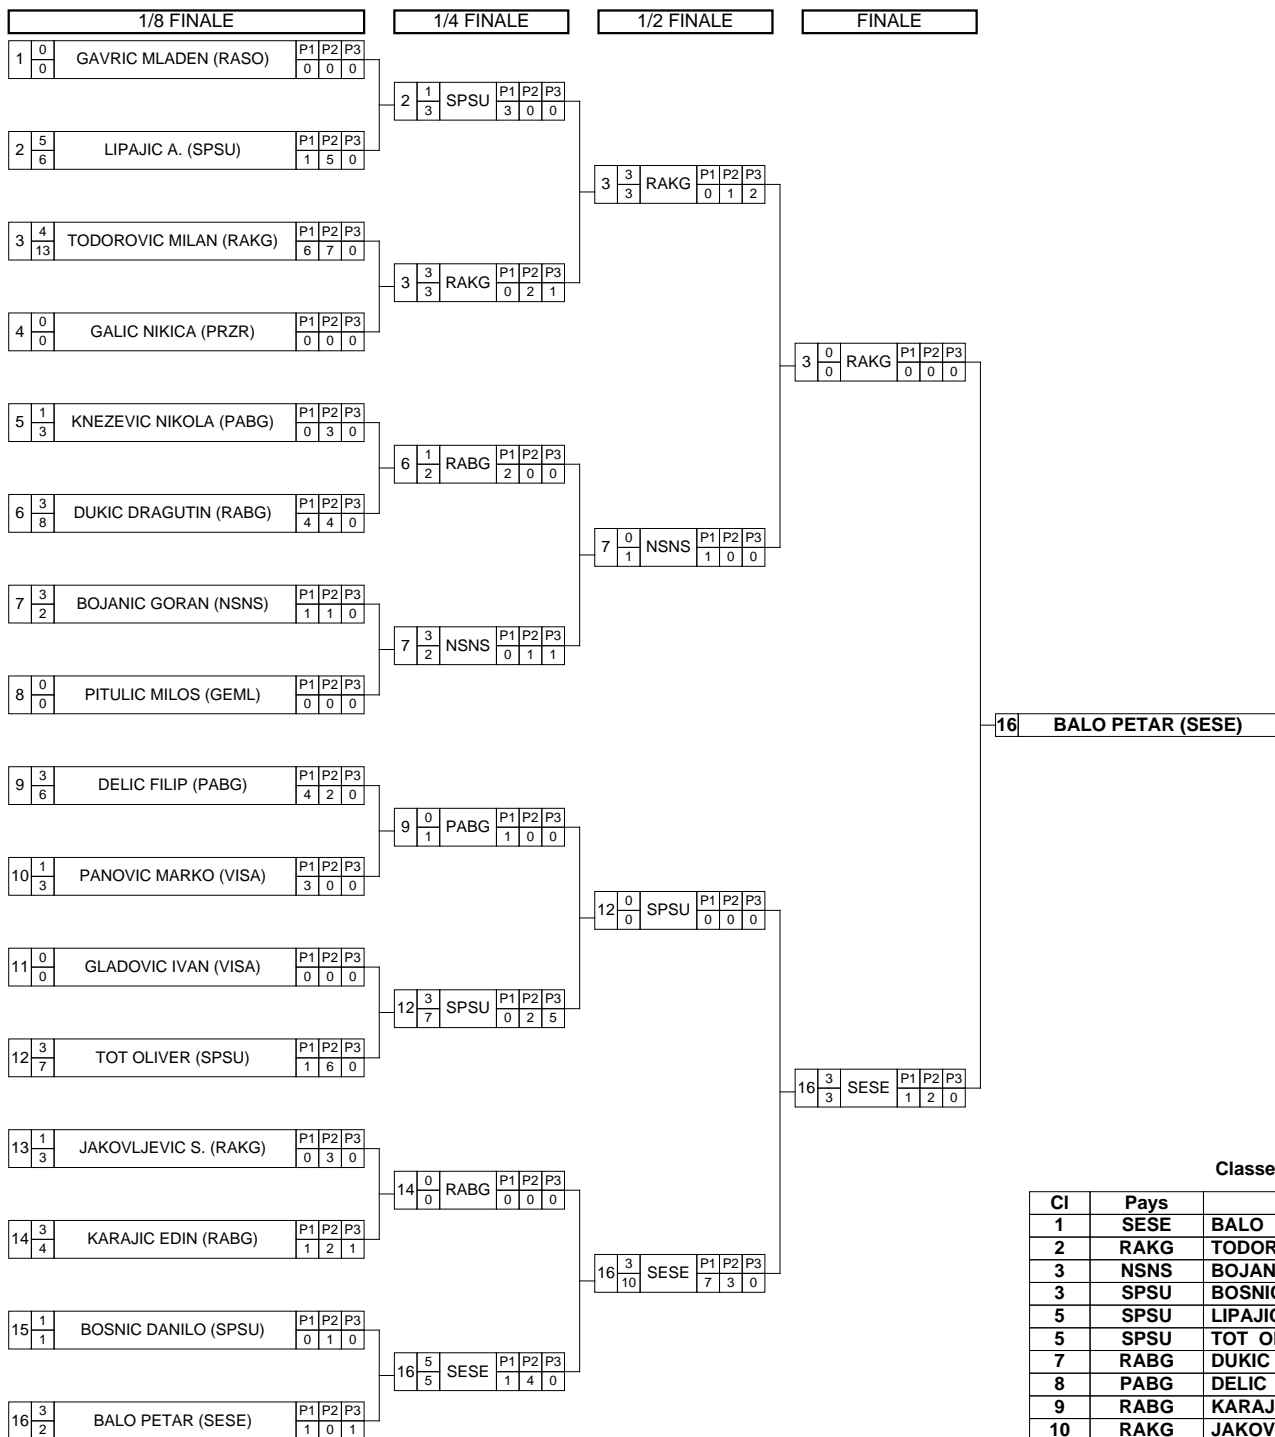 1/8 FINALE 1/4 FINALE 1/2 FINALE FINALE
1 0 0 GAVRIC MLADEN (RASO) P1 P2 P3 0 0 0
2 1 3 SPSU P1 P2 P3 3 0 0
2 5 6 LIPAJIC A. (SPSU) P1 P2 P3 1 5 0
3 3 3 RAKG P1 P2 P3 0 1 2
3 4 13 TODOROVIC MILAN (RAKG) P1 P2 P3 6 7 0
3 3 3 RAKG P1 P2 P3 0 2 1
4 0 0 GALIC NIKICA (PRZR) P1 P2 P3 0 0 0
3 0 0 RAKG P1 P2 P3 0 0 0
5 1 3 KNEZEVIC NIKOLA (PABG) P1 P2 P3 0 3 0
6 1 2 RABG P1 P2 P3 2 0 0
6 3 8 DUKIC DRAGUTIN (RABG) P1 P2 P3 4 4 0
7 0 1 NSNS P1 P2 P3 1 0 0
7 3 2 BOJANIC GORAN (NSNS) P1 P2 P3 1 1 0
7 3 2 NSNS P1 P2 P3 0 1 1
8 0 0 PITULIC MILOS (GEML) P1 P2 P3 0 0 0
16 BALO PETAR (SESE)
9 3 6 DELIC FILIP (PABG) P1 P2 P3 4 2 0
9 0 1 PABG P1 P2 P3 1 0 0
10 1 3 PANOVIC MARKO (VISA) P1 P2 P3 3 0 0
12 0 0 SPSU P1 P2 P3 0 0 0
11 0 0 GLADOVIC IVAN (VISA) P1 P2 P3 0 0 0
12 3 7 SPSU P1 P2 P3 0 2 5
12 3 7 TOT OLIVER (SPSU) P1 P2 P3 1 6 0
16 3 3 SESE P1 P2 P3 1 2 0
13 1 3 JAKOVLJEVIC S. (RAKG) P1 P2 P3 0 3 0
14 0 0 RABG P1 P2 P3 0 0 0
14 3 4 KARAJIC EDIN (RABG) P1 P2 P3 1 2 1
16 3 10 SESE P1 P2 P3 7 3 0
15 1 1 BOSNIC DANILO (SPSU) P1 P2 P3 0 1 0
16 5 5 SESE P1 P2 P3 1 4 0
16 3 2 BALO PETAR (SESE) P1 P2 P3 1 0 1
Classe
Cl Pays
1 SESE BALO
2 RAKG TODOR
3 NSNS BOJAN
3 SPSU BOSNIC
5 SPSU LIPAJIC
5 SPSU TOT
7 RABG DUKIC
8 PABG DELIC
9 RABG KARAJ
10 RAKG JAKOV